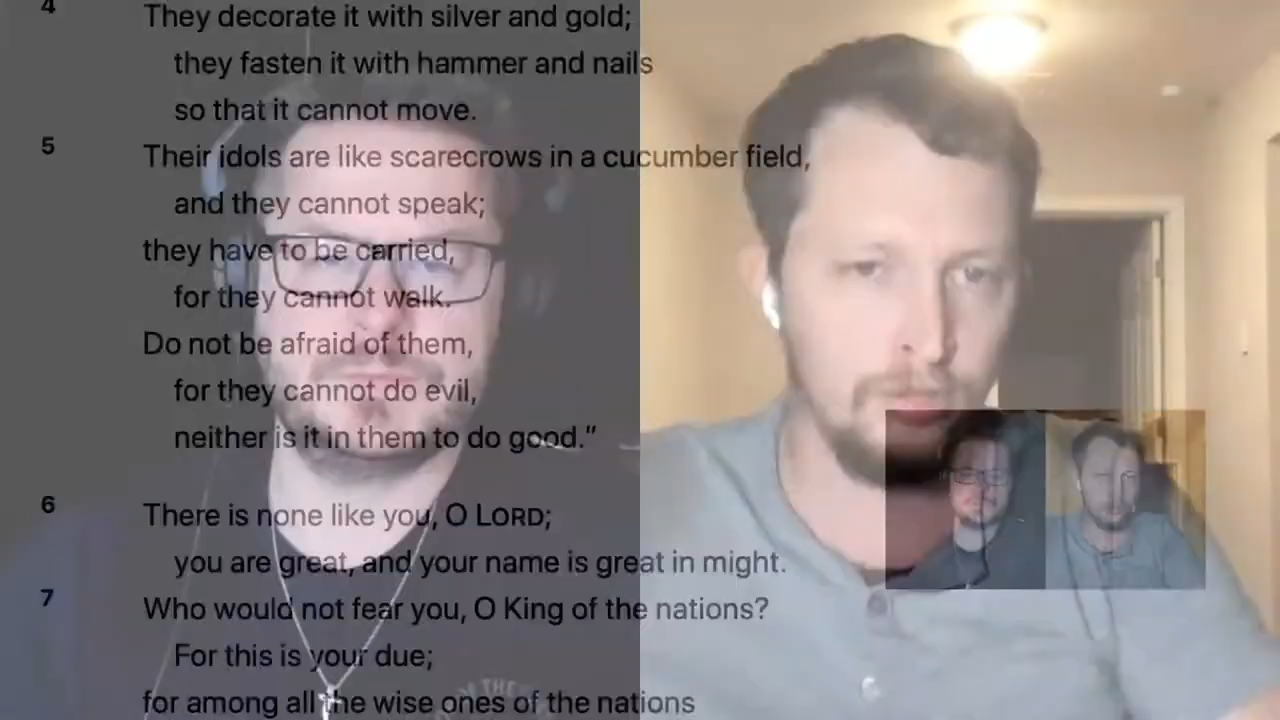 4 They decorate it with silver and gold;
they fasten it with hammer and nails
so that it cannot move.
5 Their idols are like scarecrows in a cucumber field,
and they cannot speak;
they have to be carried,
for they cannot walk.
Do not be afraid of them,
for they cannot do evil,
neither is it in them to do good.”
6 There is none like you, O LORD;
you are great, and your name is great in might.
7 Who would not fear you, O King of the nations?
For this is your due;
for among all the wise ones of the nations
THE